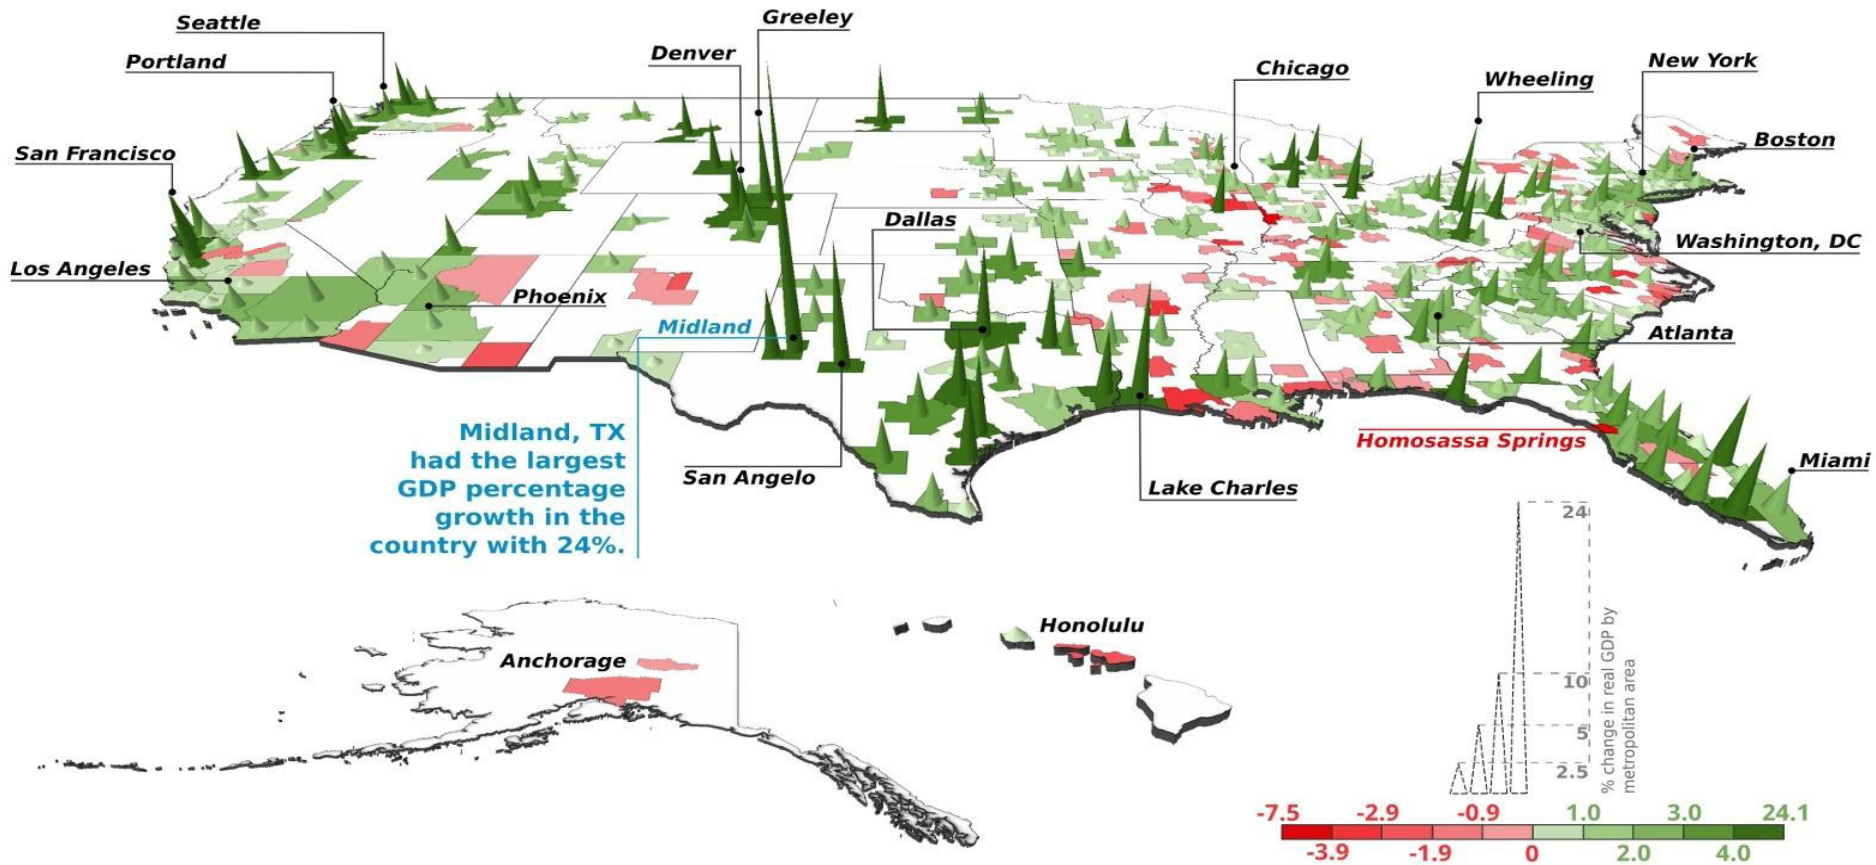 Greeley
Seattle
Denver
Portland
New York
Chicago
Wheeling
San Francisco
Boston
Dallas
Washington, DC
Los Angeles
Phoenix
Midland
Atlanta
Midland, TX
had the largest
GDP percentage
growth in the
country with 24%.
Homosassa Springs
Miami
San Angelo
Lake Charles
24
10
5
2.5
% change in real GDP by
metropolitan area
Honolulu
Anchorage
-7.5 -2.9 -0.9 1.0 3.0 24.1
-3.9 -1.9 0 2.0 4.0